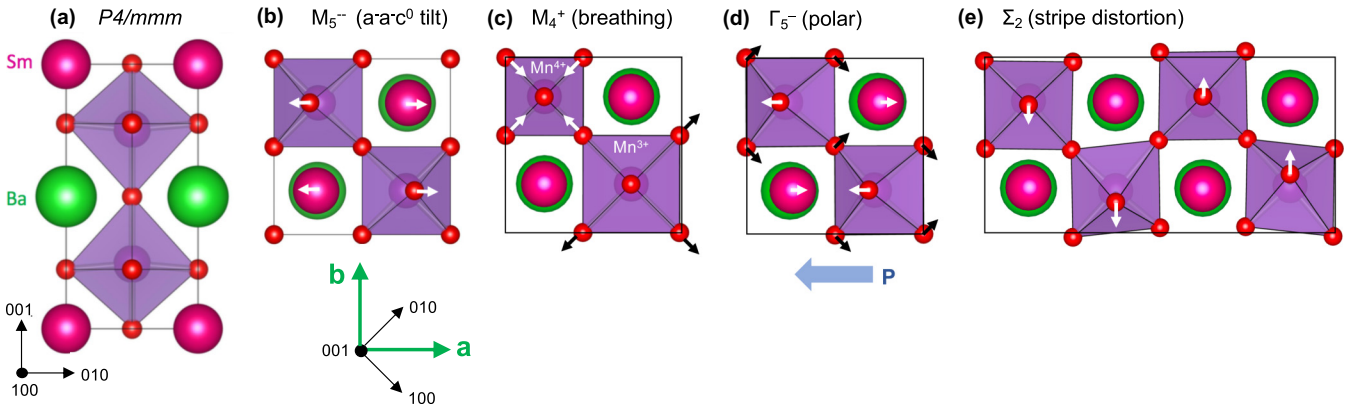 (a) P4/mmm
(b) M₅⁻⁻ (a⁻a⁻c⁰ tilt)
(c) M₄⁺ (breathing)
(d) Γ₅⁻ (polar)
(e) Σ₂ (stripe distortion)
Sm
Ba
001
100
010
b
010
001
a
100
Mn⁴⁺
Mn³⁺
P